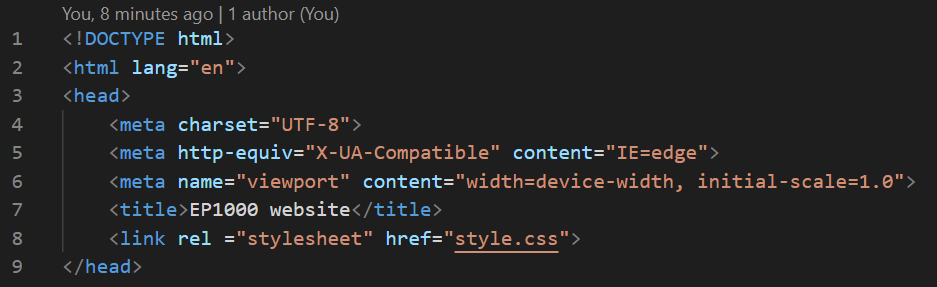 You, 8 minutes ago | 1 author (You)
1 <!DOCTYPE html>
2 <html lang="en">
3 <head>
4 <meta charset="UTF-8">
5 <meta http-equiv="X-UA-Compatible" content="IE=edge">
6 <meta name="viewport" content="width=device-width, initial-scale=1.0">
7 <title>EP1000 website</title>
8 <link rel ="stylesheet" href="style.css">
9 </head>